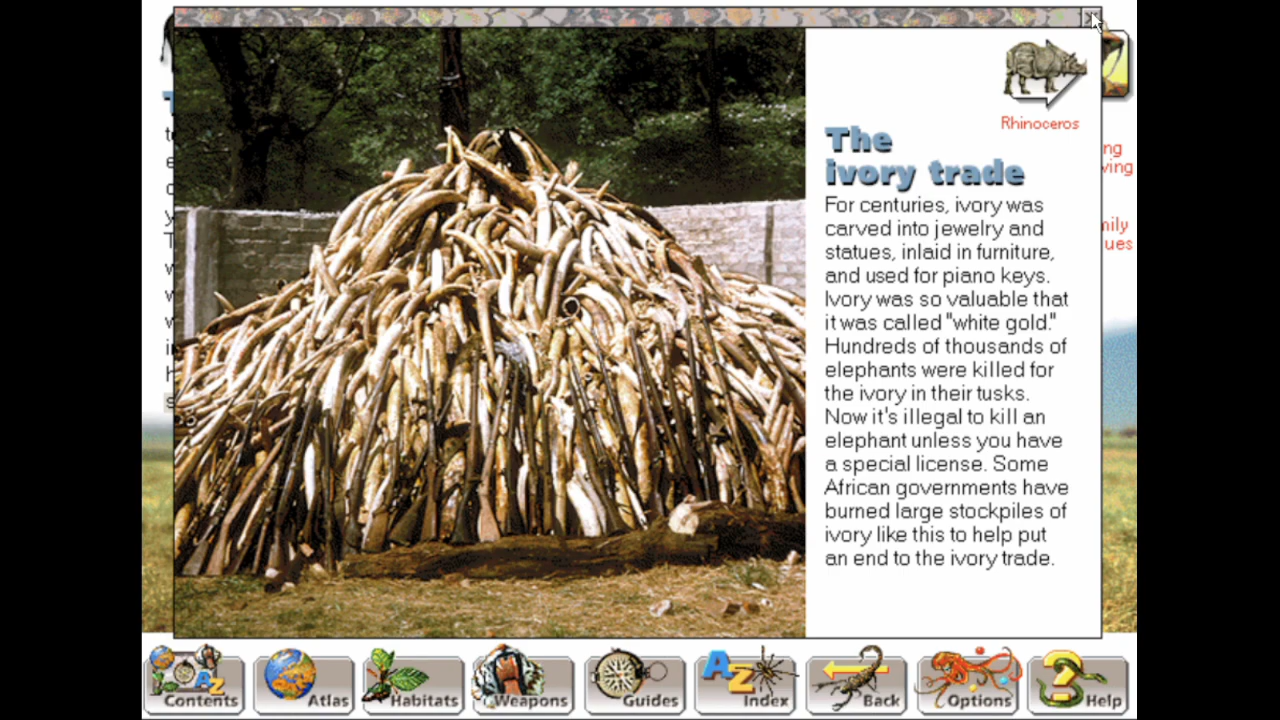 Rhinoceros
The
ivory trade
For centuries, ivory was
carved into jewelry and
statues, inlaid in furniture,
and used for piano keys.
Ivory was so valuable that
it was called "white gold."
Hundreds of thousands of
elephants were killed for
the ivory in their tusks.
Now it's illegal to kill an
elephant unless you have
a special license. Some
African governments have
burned large stockpiles of
ivory like this to help put
an end to the ivory trade.
Contents
Atlas
Habitats
Weapons
Guides
AZ Index
Back
Options
? Help